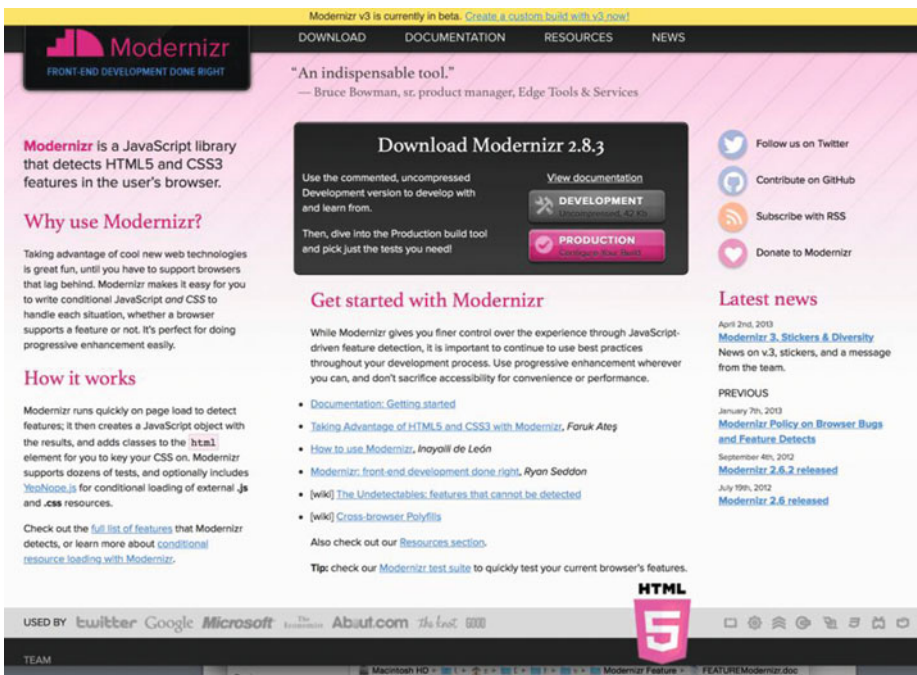 Modernizr v3 is currently in beta. Create a custom build with v3 now!
Modernizr
FRONT-END DEVELOPMENT DONE RIGHT
DOWNLOAD
DOCUMENTATION
RESOURCES
NEWS
“An indispensable tool.”
— Bruce Bowman, sr. product manager, Edge Tools & Services
Modernizr is a JavaScript library
that detects HTML5 and CSS3
features in the user’s browser.
Why use Modernizr?
Taking advantage of cool new web technologies
is great fun, until you have to support browsers
that lag behind. Modernizr makes it easy for you
to write conditional JavaScript and CSS to
handle each situation, whether a browser
supports a feature or not. It’s perfect for doing
progressive enhancement easily.
How it works
Modernizr runs quickly on page load to detect
features; it then creates a JavaScript object with
the results, and adds classes to the html
element for you to key your CSS on. Modernizr
supports dozens of tests, and optionally includes
YepNope.js for conditional loading of external .js
and .css resources.
Check out the full list of features that Modernizr
detects, or learn more about conditional
resource loading with Modernizr.
Download Modernizr 2.8.3
Use the commented, uncompressed
Development version to develop with
and learn from.
Then, dive into the Production build tool
and pick just the tests you need!
View documentation
DEVELOPMENT
Uncompressed, 42 Kb
PRODUCTION
Configure Your Build
Get started with Modernizr
While Modernizr gives you finer control over the experience through JavaScript-
driven feature detection, it is important to continue to use best practices
throughout your development process. Use progressive enhancement wherever
you can, and don’t sacrifice accessibility for convenience or performance.
• Documentation: Getting started
• Taking Advantage of HTML5 and CSS3 with Modernizr, Faruk Ateş
• How to use Modernizr, Inayaili de León
• Modernizr: front-end development done right, Ryan Seddon
• [wiki] The Undetectables: features that cannot be detected
• [wiki] Cross-browser Polyfills
Also check out our Resources section.
Tip: check our Modernizr test suite to quickly test your current browser’s features.
Follow us on Twitter
Contribute on GitHub
Subscribe with RSS
Donate to Modernizr
Latest news
April 2nd, 2013
Modernizr 3, Stickers & Diversity
News on v.3, stickers, and a message
from the team.
PREVIOUS
January 7th, 2013
Modernizr Policy on Browser Bugs
and Feature Detects
September 4th, 2012
Modernizr 2.6.2 released
July 19th, 2012
Modernizr 2.6 released
HTML
5
USED BY twitter Google Microsoft The Economist About.com the knot
TEAM
Macintosh HD
Modernizr Feature
FEATUREModernizr.doc